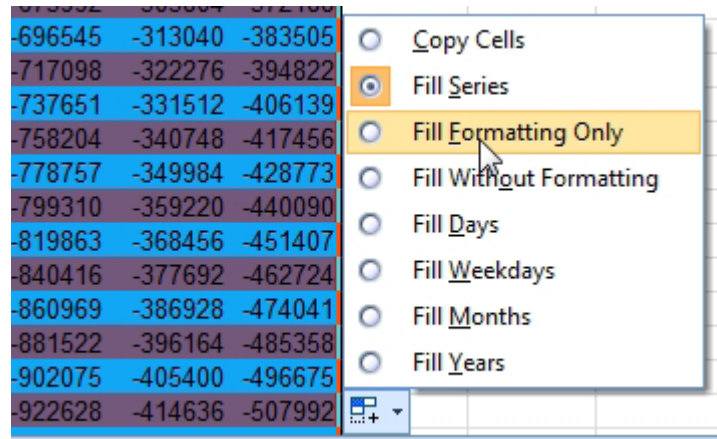 -696545 -313040 -383505
-717098 -322276 -394822
-737651 -331512 -406139
-758204 -340748 -417456
-778757 -349984 -428773
-799310 -359220 -440090
-819863 -368456 -451407
-840416 -377692 -462724
-860969 -386928 -474041
-881522 -396164 -485358
-902075 -405400 -496675
-922628 -414636 -507992
Copy Cells
Fill Series
Fill Formatting Only
Fill Without Formatting
Fill Days
Fill Weekdays
Fill Months
Fill Years